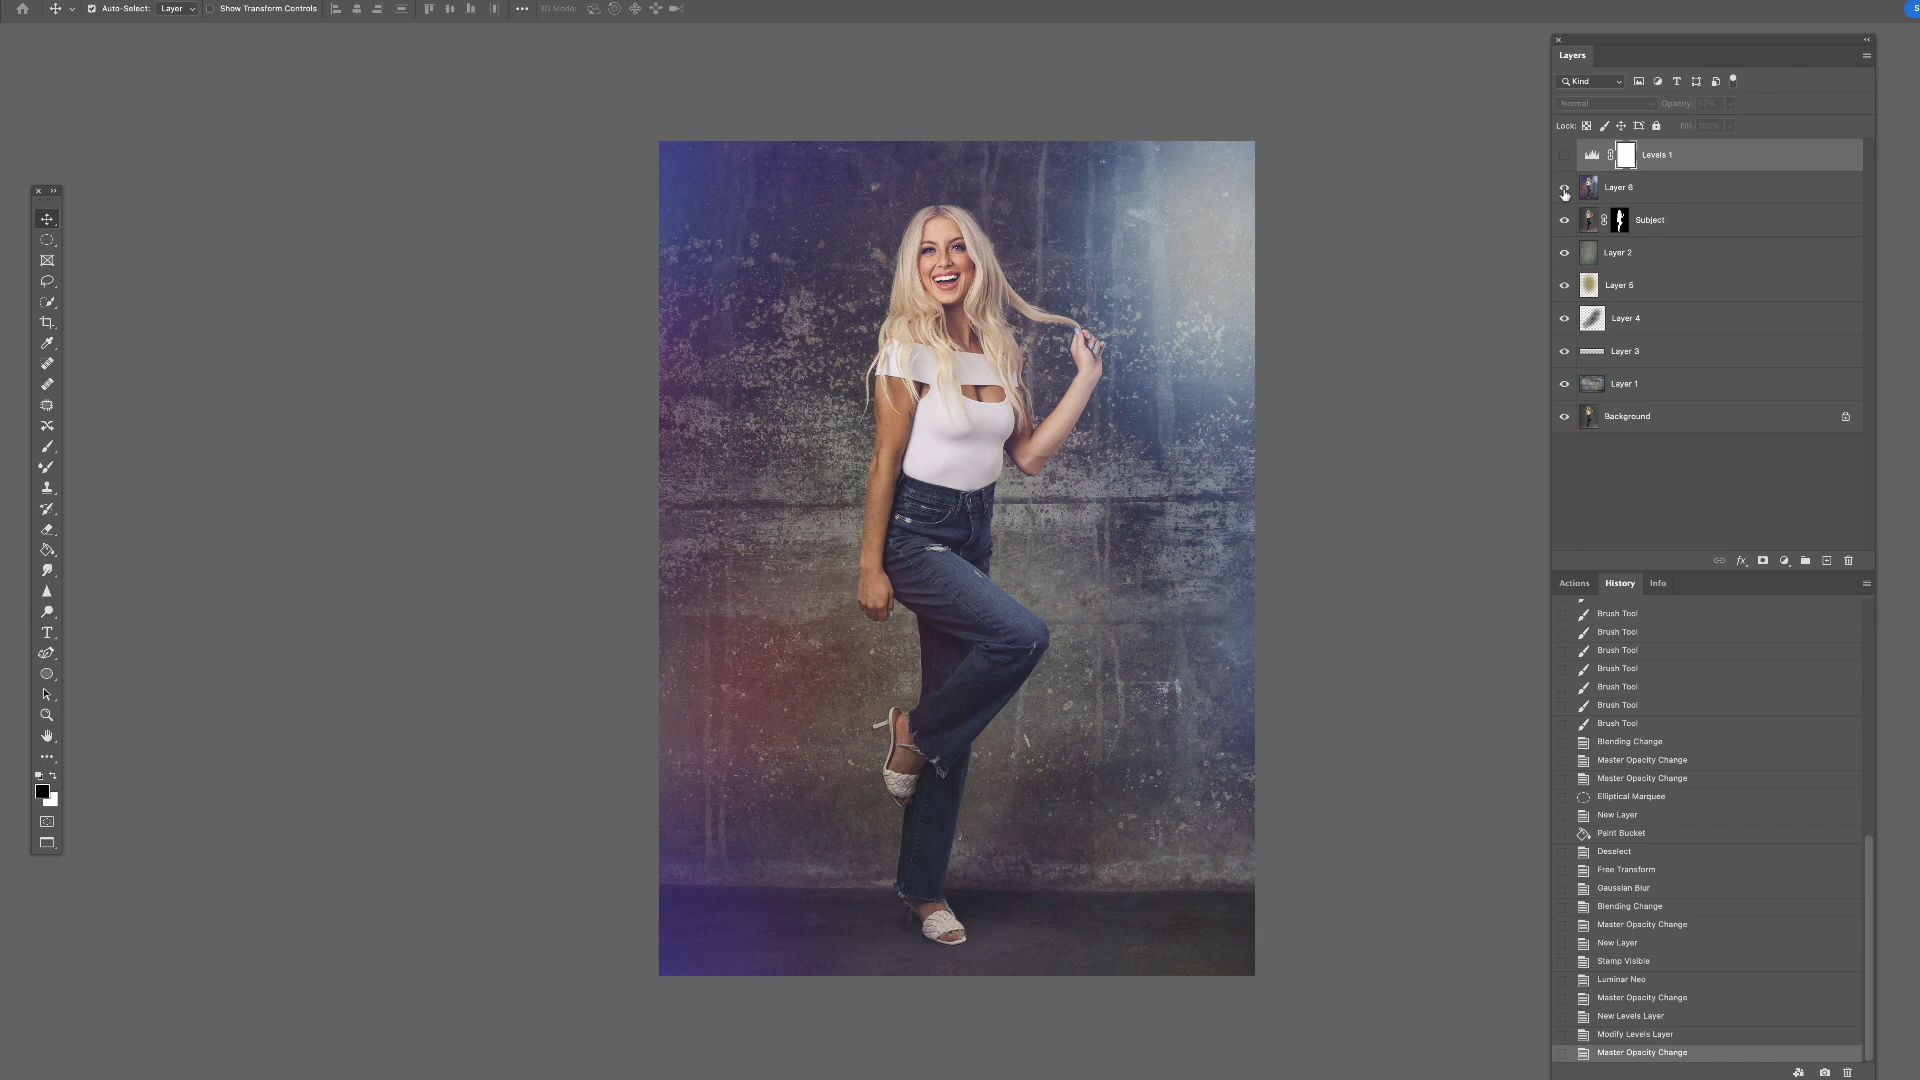 Auto-Select: Layer Show Transform Controls 3D Mode: S
Layers
Kind
Normal Opacity: 52%
Lock: Fill: 100%
Levels 1
Layer 6
Subject
Layer 2
Layer 5
Layer 4
Layer 3
Layer 1
Background
fx
Actions History Info
Brush Tool
Brush Tool
Brush Tool
Brush Tool
Brush Tool
Brush Tool
Brush Tool
Blending Change
Master Opacity Change
Master Opacity Change
Elliptical Marquee
New Layer
Paint Bucket
Deselect
Free Transform
Gaussian Blur
Blending Change
Master Opacity Change
New Layer
Stamp Visible
Luminar Neo
Master Opacity Change
New Levels Layer
Modify Levels Layer
Master Opacity Change